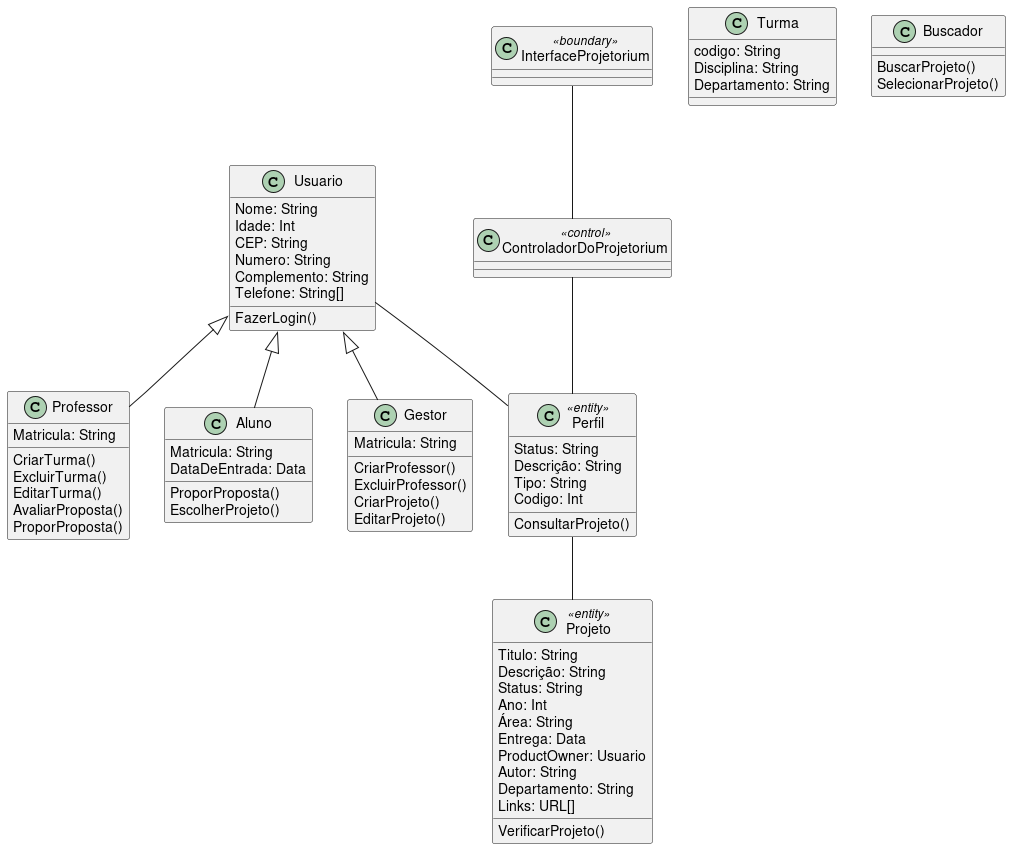 «boundary»
InterfaceProjetorium
Turma
codigo: String
Disciplina: String
Departamento: String
Buscador
BuscarProjeto()
SelecionarProjeto()
Usuario
Nome: String
Idade: Int
CEP: String
Numero: String
Complemento: String
Telefone: String[]
FazerLogin()
«control»
ControladorDoProjetorium
Professor
Matricula: String
CriarTurma()
ExcluirTurma()
EditarTurma()
AvaliarProposta()
ProporProposta()
Aluno
Matricula: String
DataDeEntrada: Data
ProporProposta()
EscolherProjeto()
Gestor
Matricula: String
CriarProfessor()
ExcluirProfessor()
CriarProjeto()
EditarProjeto()
«entity»
Perfil
Status: String
Descrição: String
Tipo: String
Codigo: Int
ConsultarProjeto()
«entity»
Projeto
Titulo: String
Descrição: String
Status: String
Ano: Int
Área: String
Entrega: Data
ProductOwner: Usuario
Autor: String
Departamento: String
Links: URL[]
VerificarProjeto()